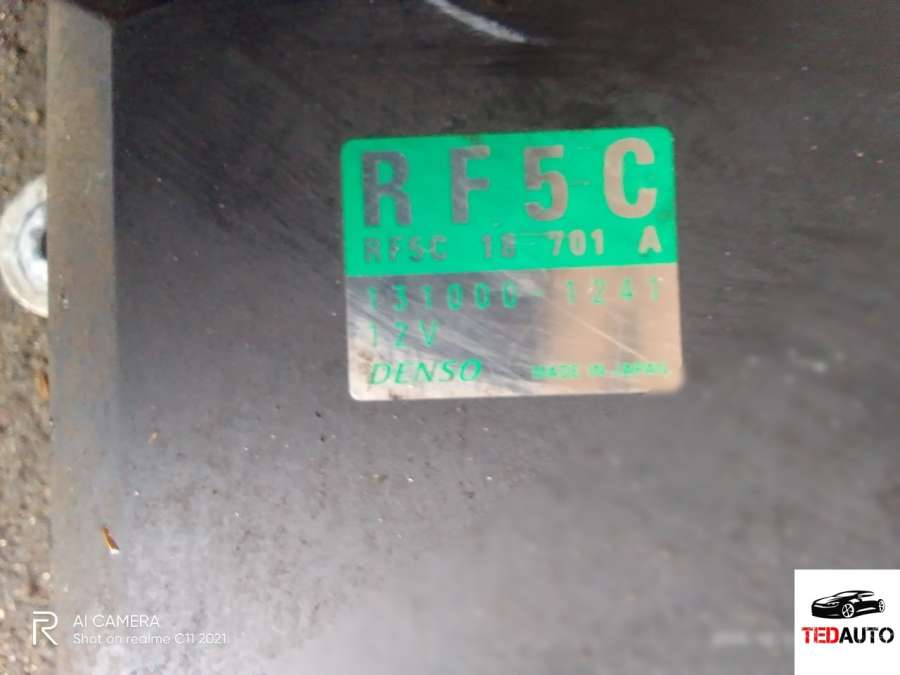 RF5C
RF5C 18 701 A
131000-1241
12V
DENSO MADE IN JAPAN
AI CAMERA
Shot on realme C11 2021
TEDAUTO